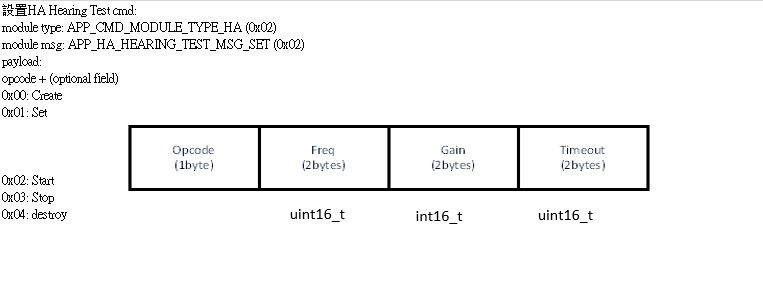 設置HA Hearing Test cmd:
module type: APP_CMD_MODULE_TYPE_HA (0x02)
module msg: APP_HA_HEARING_TEST_MSG_SET (0x02)
payload:
opcode + (optional field)
0x00: Create
0x01: Set
Opcode Freq Gain Timeout
(1byte) (2bytes) (2bytes) (2bytes)
0x02: Start
0x03: Stop
0x04: destroy
uint16_t int16_t uint16_t